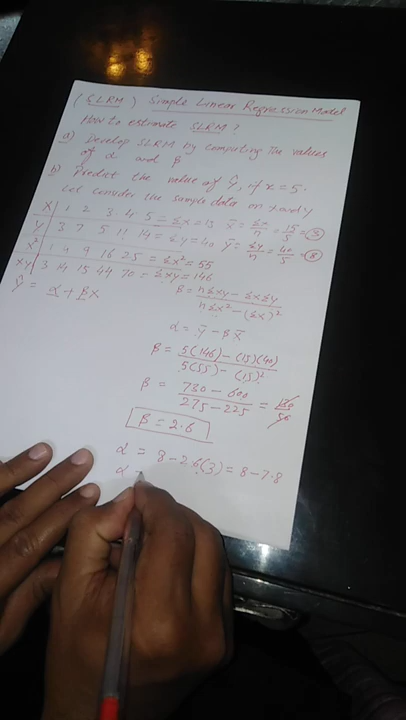 (SLRM) Simple Linear Regression Model
How to estimate SLRM?
a) Develop SLRM by computing the values
of α and β
b) Predict the value of Ŷ, if x = 5.
Let consider the sample data on x and y
X | 1 2 3 4 5 = Σx = 15 x̄ = Σx/n = 15/5 = 3
Y | 3 7 5 11 14 = Σy = 40 ȳ = Σy/n = 40/5 = 8
X² | 1 4 9 16 25 = Σx² = 55
XY | 3 14 15 44 70 = Σxy = 146
Ŷ = α + βx
β = nΣxy - ΣxΣy / nΣx² - (Σx)²
α = ȳ - βx̄
β = 5(146) - (15)(40) / 5(55) - (15)²
β = 730 - 600 / 275 - 225 = 130/50
β = 2.6
α = 8 - 2.6(3) = 8 - 7.8
α =